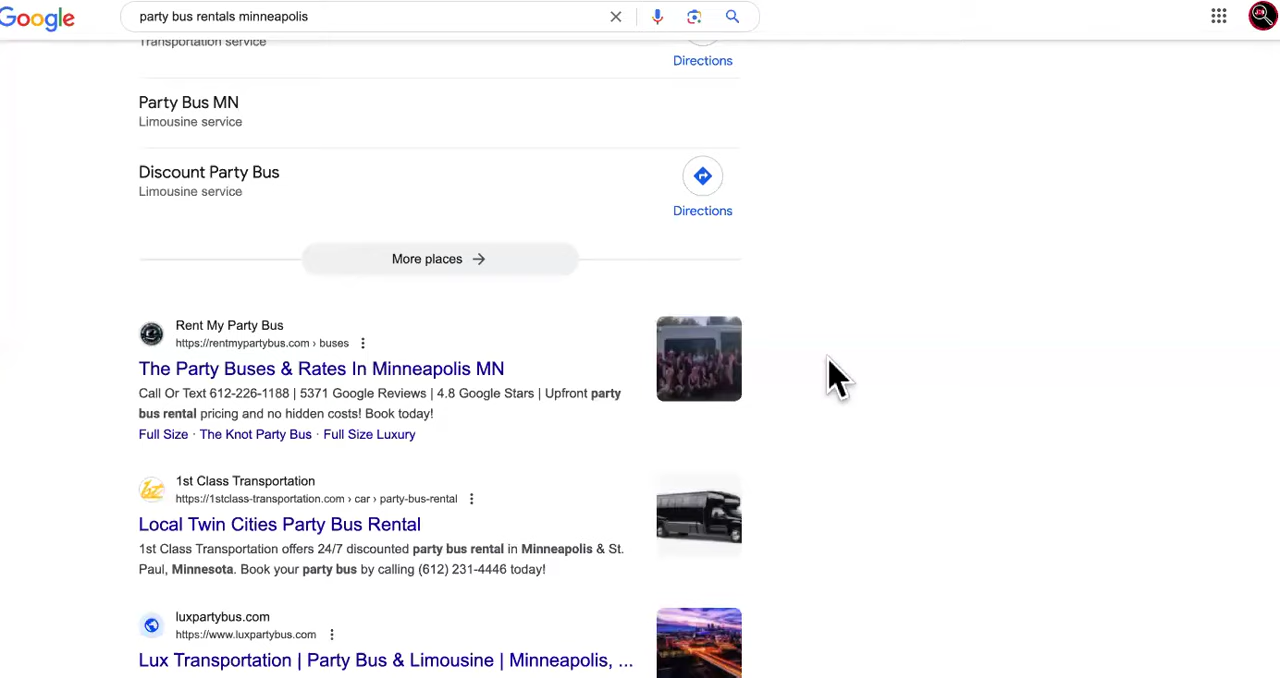 Google
party bus rentals minneapolis
Transportation service
Directions
Party Bus MN
Limousine service
Discount Party Bus
Limousine service
Directions
More places
Rent My Party Bus
https://rentmypartybus.com › buses
The Party Buses & Rates In Minneapolis MN
Call Or Text 612-226-1188 | 5371 Google Reviews | 4.8 Google Stars | Upfront party
bus rental pricing and no hidden costs! Book today!
Full Size · The Knot Party Bus · Full Size Luxury
1st Class Transportation
https://1stclass-transportation.com › car › party-bus-rental
Local Twin Cities Party Bus Rental
1st Class Transportation offers 24/7 discounted party bus rental in Minneapolis & St.
Paul, Minnesota. Book your party bus by calling (612) 231-4446 today!
luxpartybus.com
https://www.luxpartybus.com
Lux Transportation | Party Bus & Limousine | Minneapolis, ...